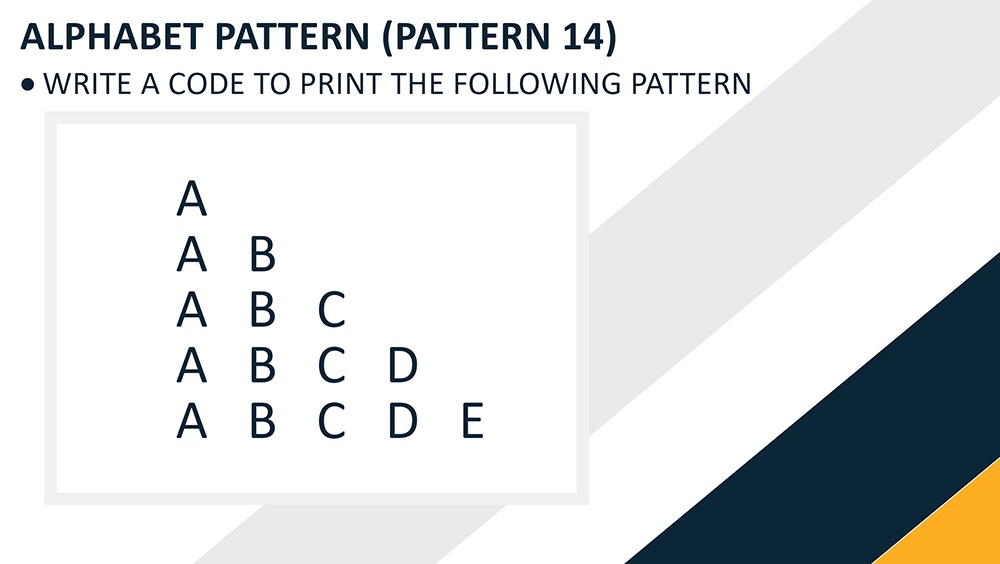 ALPHABET PATTERN (PATTERN 14)
• WRITE A CODE TO PRINT THE FOLLOWING PATTERN
A
A B
A B C
A B C D
A B C D E